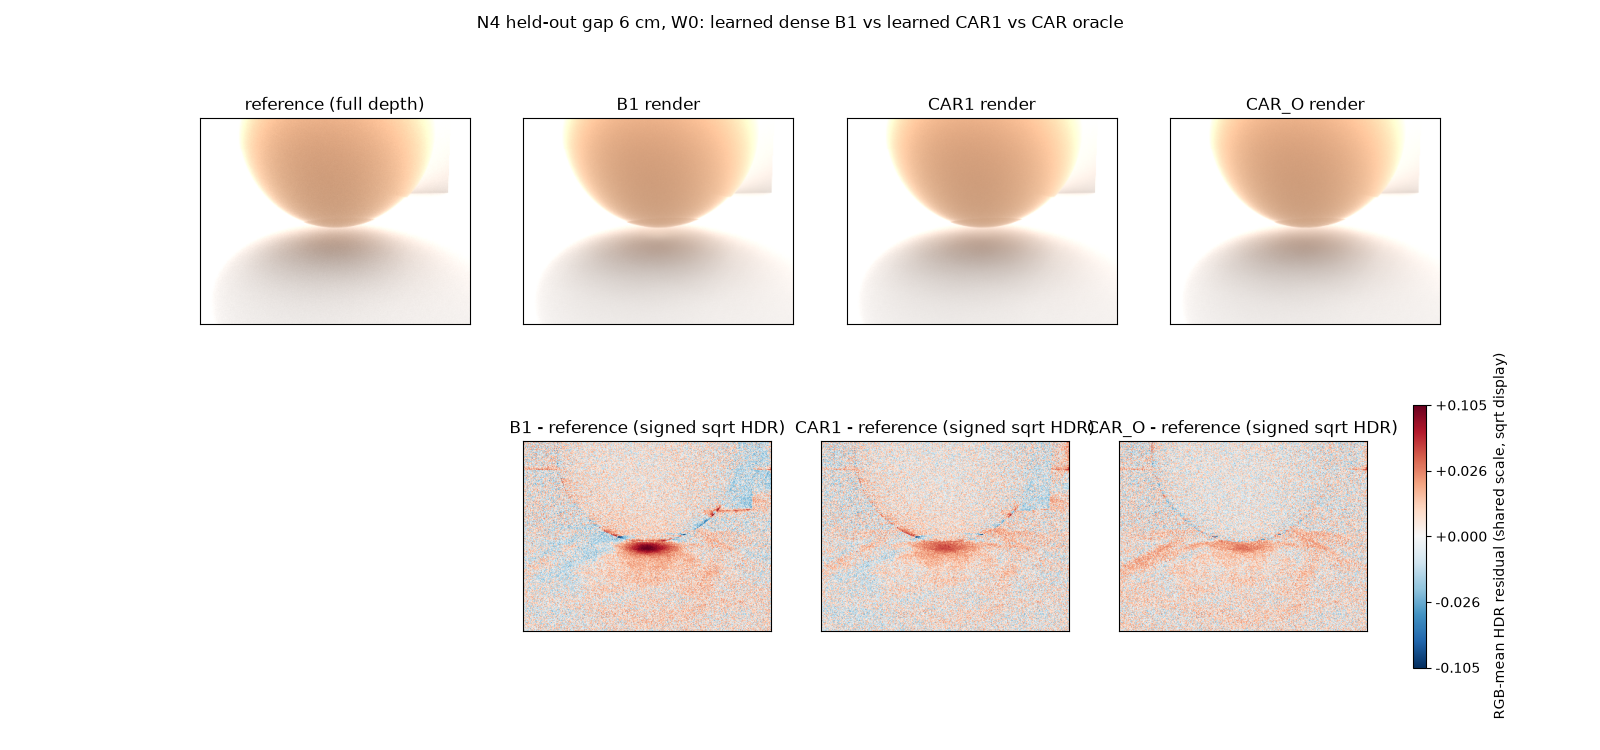 N4 held-out gap 6 cm, W0: learned dense B1 vs learned CAR1 vs CAR oracle
reference (full depth)
B1 render
CAR1 render
CAR_O render
B1 - reference (signed sqrt HDR)
CAR1 - reference (signed sqrt HDR)
CAR_O - reference (signed sqrt HDR)
+0.105
+0.026
+0.000
-0.026
-0.105
RGB-mean HDR residual (shared scale, sqrt display)